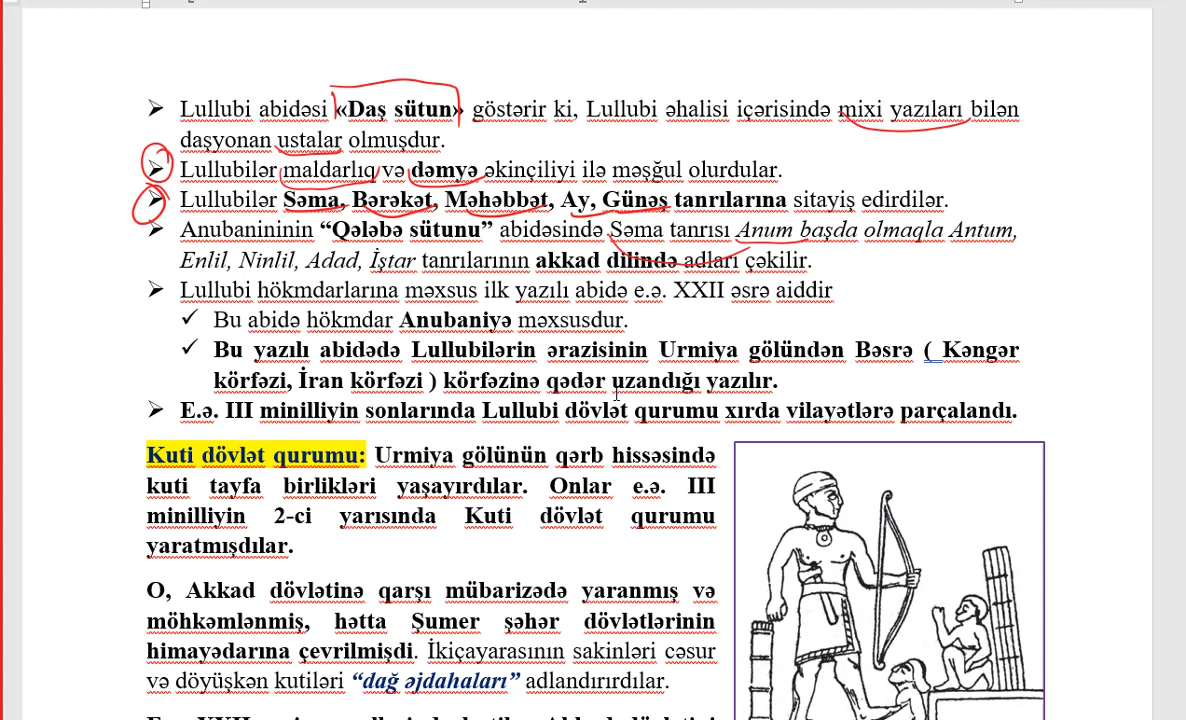 ➢ Lullubi abidəsi «Daş sütun» göstərir ki, Lullubi əhalisi içərisində mixi yazıları bilən
daşyonan ustalar olmuşdur.
➢ Lullubilər maldarlıq və dəmyə əkinçiliyi ilə məşğul olurdular.
➢ Lullubilər Səma, Bərəkət, Məhəbbət, Ay, Günəş tanrılarına sitayiş edirdilər.
➢ Anubanininin “Qələbə sütunu” abidəsində Səma tanrısı Anum başda olmaqla Antum,
Enlil, Ninlil, Adad, İştar tanrılarının akkad dilində adları çəkilir.
➢ Lullubi hökmdarlarına məxsus ilk yazılı abidə e.ə. XXII əsrə aiddir
✓ Bu abidə hökmdar Anubaniyə məxsusdur.
✓ Bu yazılı abidədə Lullubilərin ərazisinin Urmiya gölündən Bəsrə ( Kəngər
körfəzi, İran körfəzi ) körfəzinə qədər uzandığı yazılır.
➢ E.ə. III minilliyin sonlarında Lullubi dövlət qurumu xırda vilayətlərə parçalandı.
Kuti dövlət qurumu: Urmiya gölünün qərb hissəsində
kuti tayfa birlikləri yaşayırdılar. Onlar e.ə. III
minilliyin 2-ci yarısında Kuti dövlət qurumu
yaratmışdılar.
O, Akkad dövlətinə qarşı mübarizədə yaranmış və
möhkəmlənmiş, hətta Şumer şəhər dövlətlərinin
himayədarına çevrilmişdi. İkiçayarasının sakinləri cəsur
və döyüşkən kutiləri “dağ əjdahaları” adlandırırdılar.